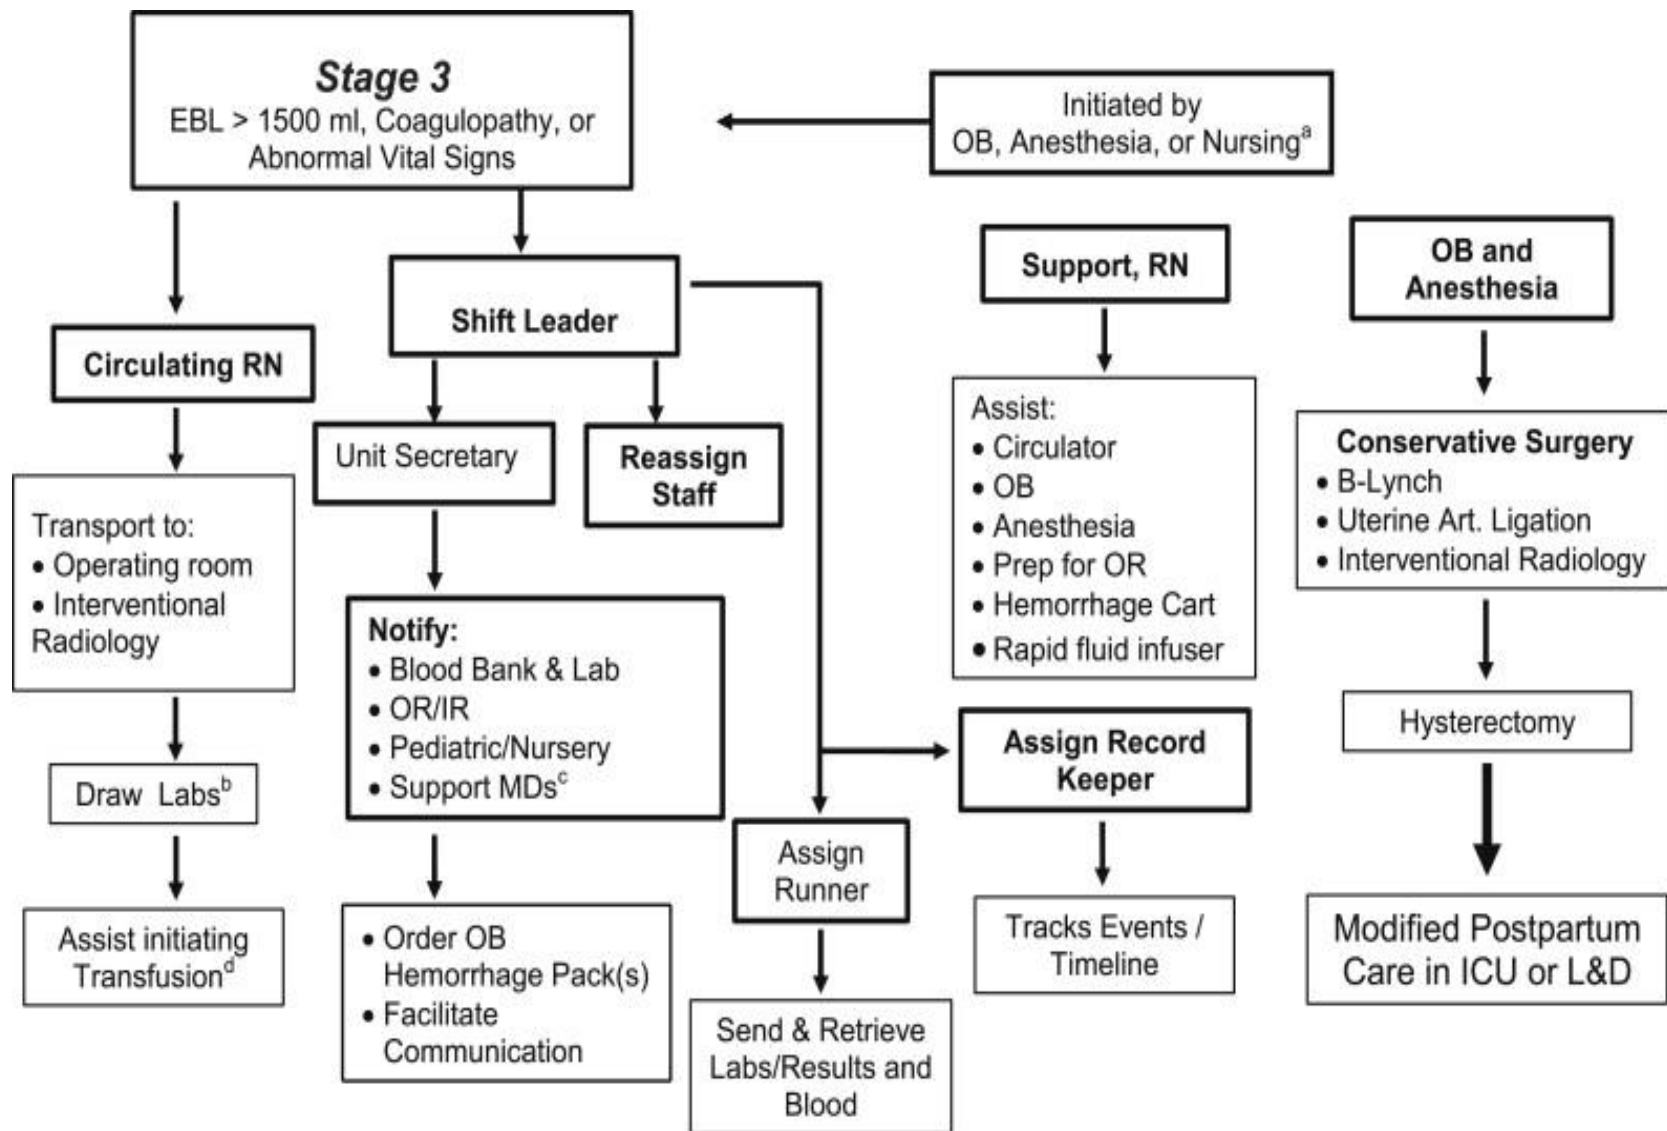 Stage 3
EBL > 1500 ml, Coagulopathy, or
Abnormal Vital Signs
Initiated by
OB, Anesthesia, or Nursingᵃ
Circulating RN
Transport to:
• Operating room
• Interventional
Radiology
Draw Labsᵇ
Assist initiating
Transfusionᵈ
Shift Leader
Unit Secretary
Reassign
Staff
Notify:
• Blood Bank & Lab
• OR/IR
• Pediatric/Nursery
• Support MDsᶜ
• Order OB
Hemorrhage Pack(s)
• Facilitate
Communication
Assign
Runner
Send & Retrieve
Labs/Results and
Blood
Support, RN
Assist:
• Circulator
• OB
• Anesthesia
• Prep for OR
• Hemorrhage Cart
• Rapid fluid infuser
Assign Record
Keeper
Tracks Events /
Timeline
OB and
Anesthesia
Conservative Surgery
• B-Lynch
• Uterine Art. Ligation
• Interventional Radiology
Hysterectomy
Modified Postpartum
Care in ICU or L&D